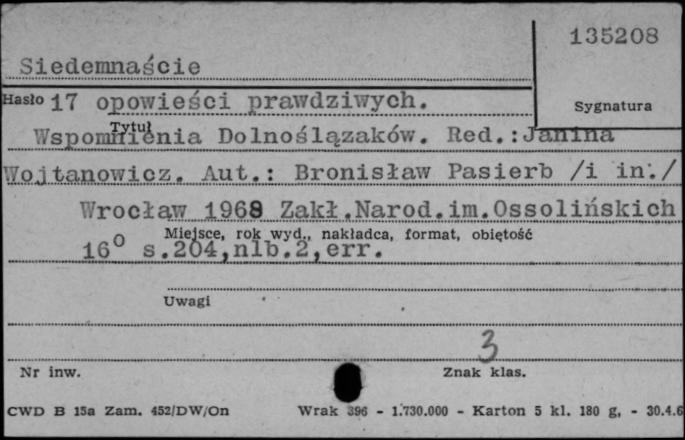 135208
Siedemnaście
Hasło 17 opowieści prawdziwych. Sygnatura
Tytuł
Wspomnienia Dolnoślązaków. Red.:Janina
Wojtanowicz. Aut.: Bronisław Pasierb /i in./
Wrocław 1968 Zakł.Narod.im.Ossolińskich
Miejsce, rok wyd., nakładca, format, objętość
16° s.204,nlb.2,err.
Uwagi
3
Nr inw. Znak klas.
CWD B 15a Zam. 452/DW/On Wrak 396 - 1.730.000 - Karton 5 kl. 180 g, - 30.4.6